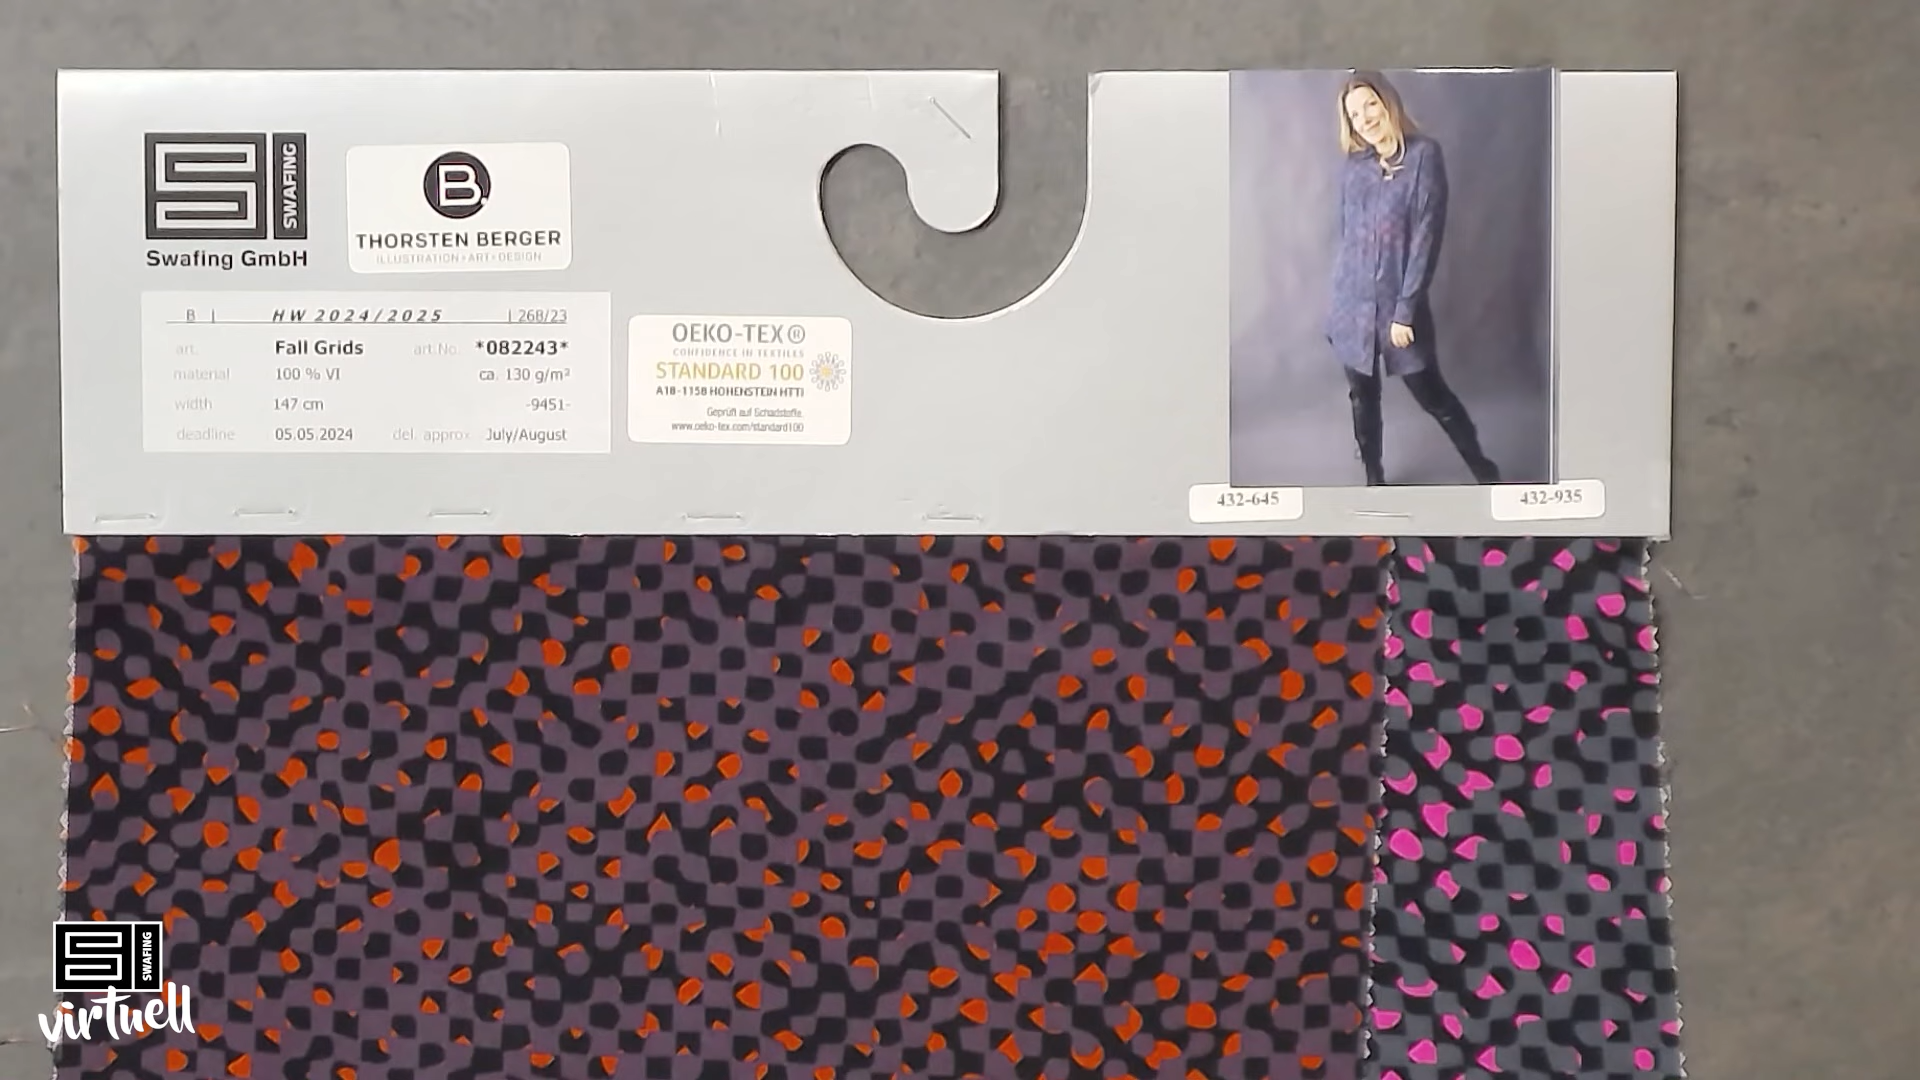 SWAFING
Swafing GmbH
B.
THORSTEN BERGER
ILLUSTRATION • ART • DESIGN
B | HW 2024/2025 | 268/23
art. Fall Grids art.No. *082243*
material 100 % VI ca. 130 g/m²
width 147 cm -9451-
deadline 05.05.2024 del. approx July/August
OEKO-TEX®
CONFIDENCE IN TEXTILES
STANDARD 100
A18-1158 HOHENSTEIN HTTI
Geprüft auf Schadstoffe.
www.oeko-tex.com/standard100
432-645
432-935
SWAFING
virtuell